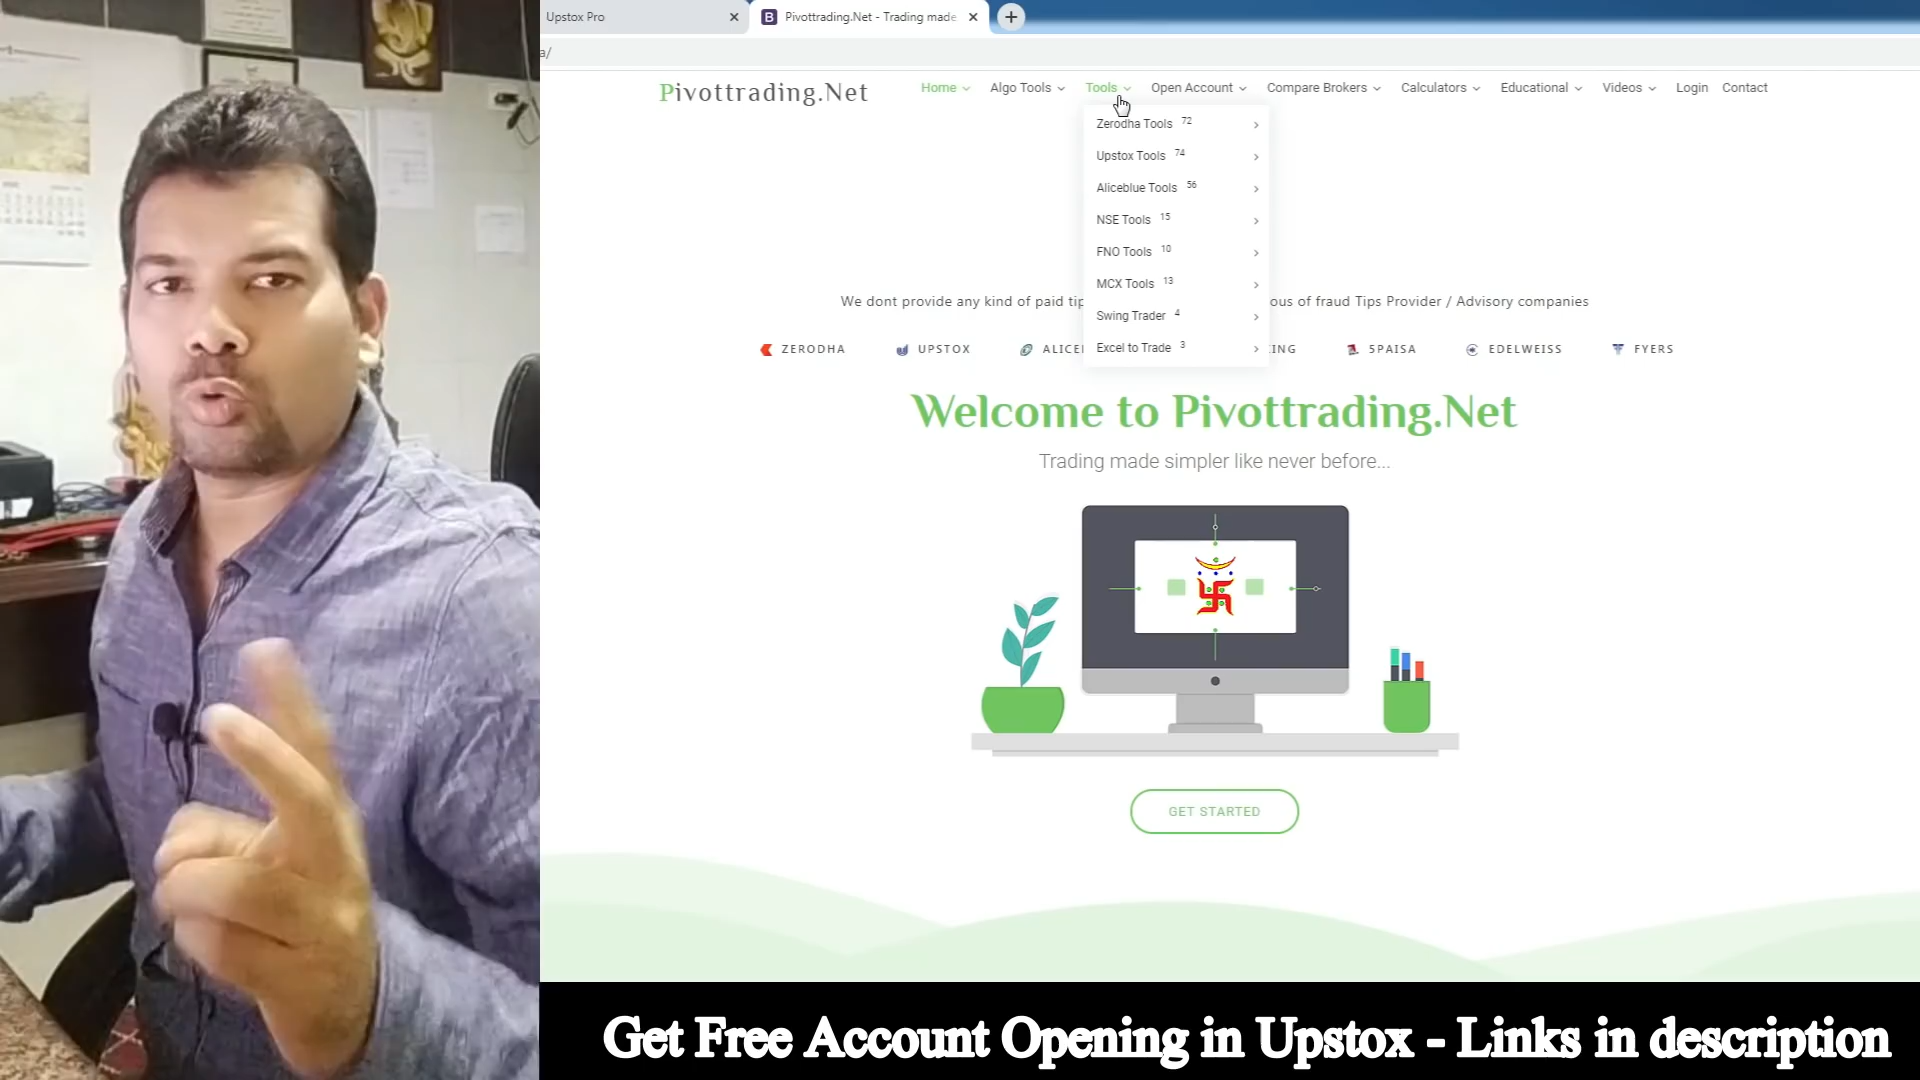 Upstox Pro
Pivottrading.Net - Trading made
a/
Pivottrading.Net
Home Algo Tools Tools Open Account Compare Brokers Calculators Educational Videos Login Contact
Zerodha Tools 72
Upstox Tools 74
Aliceblue Tools 56
NSE Tools 15
FNO Tools 10
MCX Tools 13
Swing Trader 4
Excel to Trade 3
We dont provide any kind of paid tip ous of fraud Tips Provider / Advisory companies
ZERODHA UPSTOX ALICE ING 5PAISA EDELWEISS FYERS
Welcome to Pivottrading.Net
Trading made simpler like never before...
GET STARTED
Get Free Account Opening in Upstox - Links in description